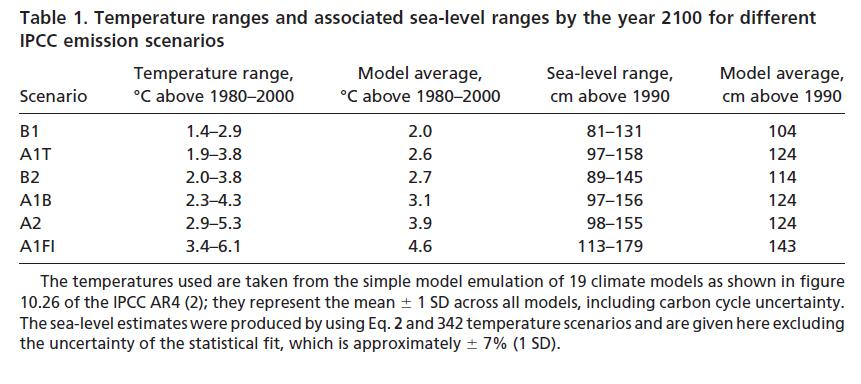 Table 1. Temperature ranges and associated sea-level ranges by the year 2100 for different
IPCC emission scenarios
Temperature range, Model average, Sea-level range, Model average,
Scenario °C above 1980–2000 °C above 1980–2000 cm above 1990 cm above 1990
B1 1.4–2.9 2.0 81–131 104
A1T 1.9–3.8 2.6 97–158 124
B2 2.0–3.8 2.7 89–145 114
A1B 2.3–4.3 3.1 97–156 124
A2 2.9–5.3 3.9 98–155 124
A1FI 3.4–6.1 4.6 113–179 143
The temperatures used are taken from the simple model emulation of 19 climate models as shown in figure
10.26 of the IPCC AR4 (2); they represent the mean ± 1 SD across all models, including carbon cycle uncertainty.
The sea-level estimates were produced by using Eq. 2 and 342 temperature scenarios and are given here excluding
the uncertainty of the statistical fit, which is approximately ± 7% (1 SD).